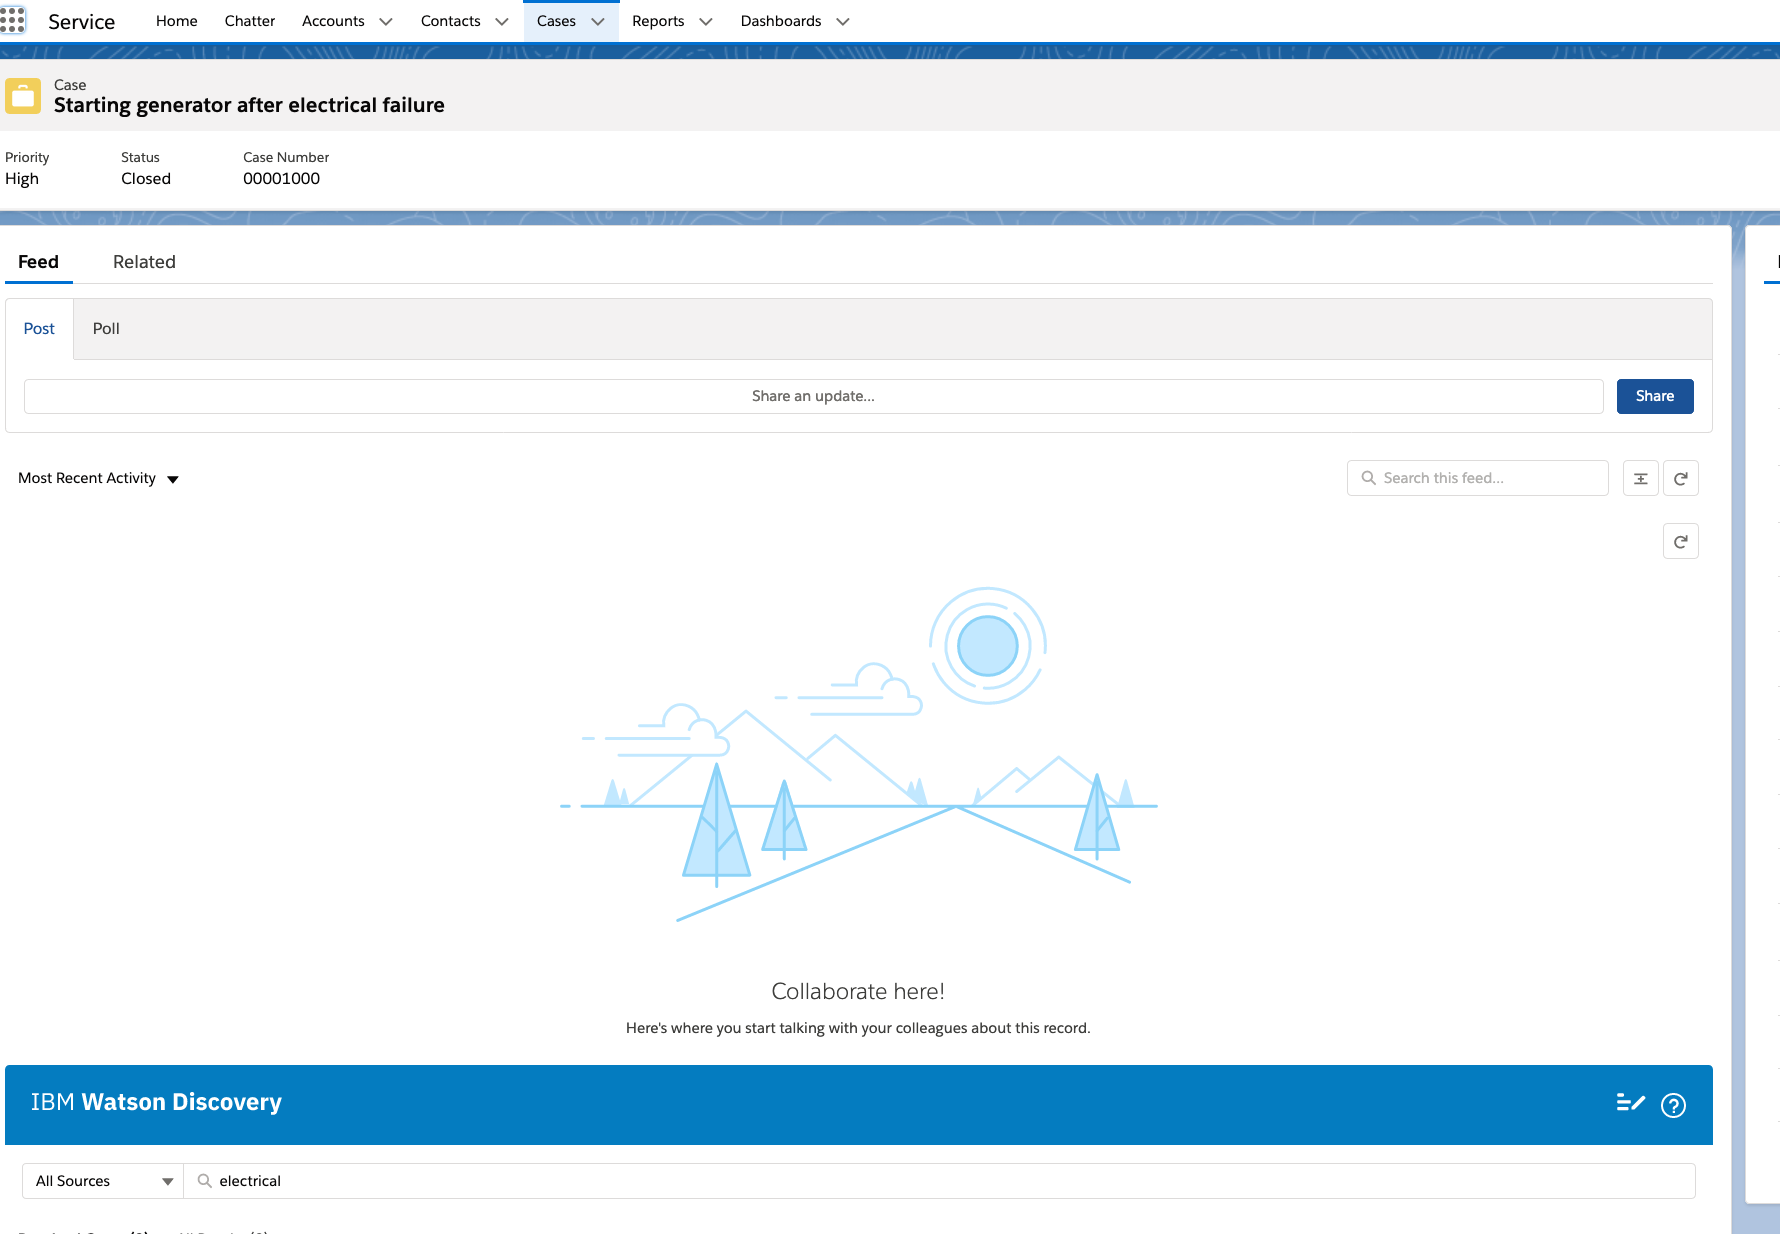 Service
Home
Chatter
Accounts
Contacts
Cases
Reports
Dashboards
Case
Starting generator after electrical failure
Priority
Status
Case Number
High
Closed
00001000
Feed
Related
Post
Poll
Share an update...
Share
Most Recent Activity
Search this feed...
Collaborate here!
Here's where you start talking with your colleagues about this record.
IBM Watson Discovery
All Sources
electrical